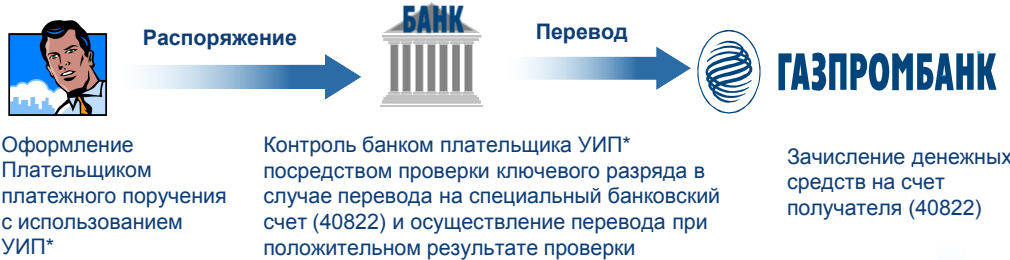 Распоряжение
БАНК
Перевод
ГАЗПРОМБАНК
Оформление
Плательщиком
платежного поручения
с использованием
УИП*
Контроль банком плательщика УИП*
посредством проверки ключевого разряда в
случае перевода на специальный банковский
счет (40822) и осуществление перевода при
положительном результате проверки
Зачисление денежных
средств на счет
получателя (40822)